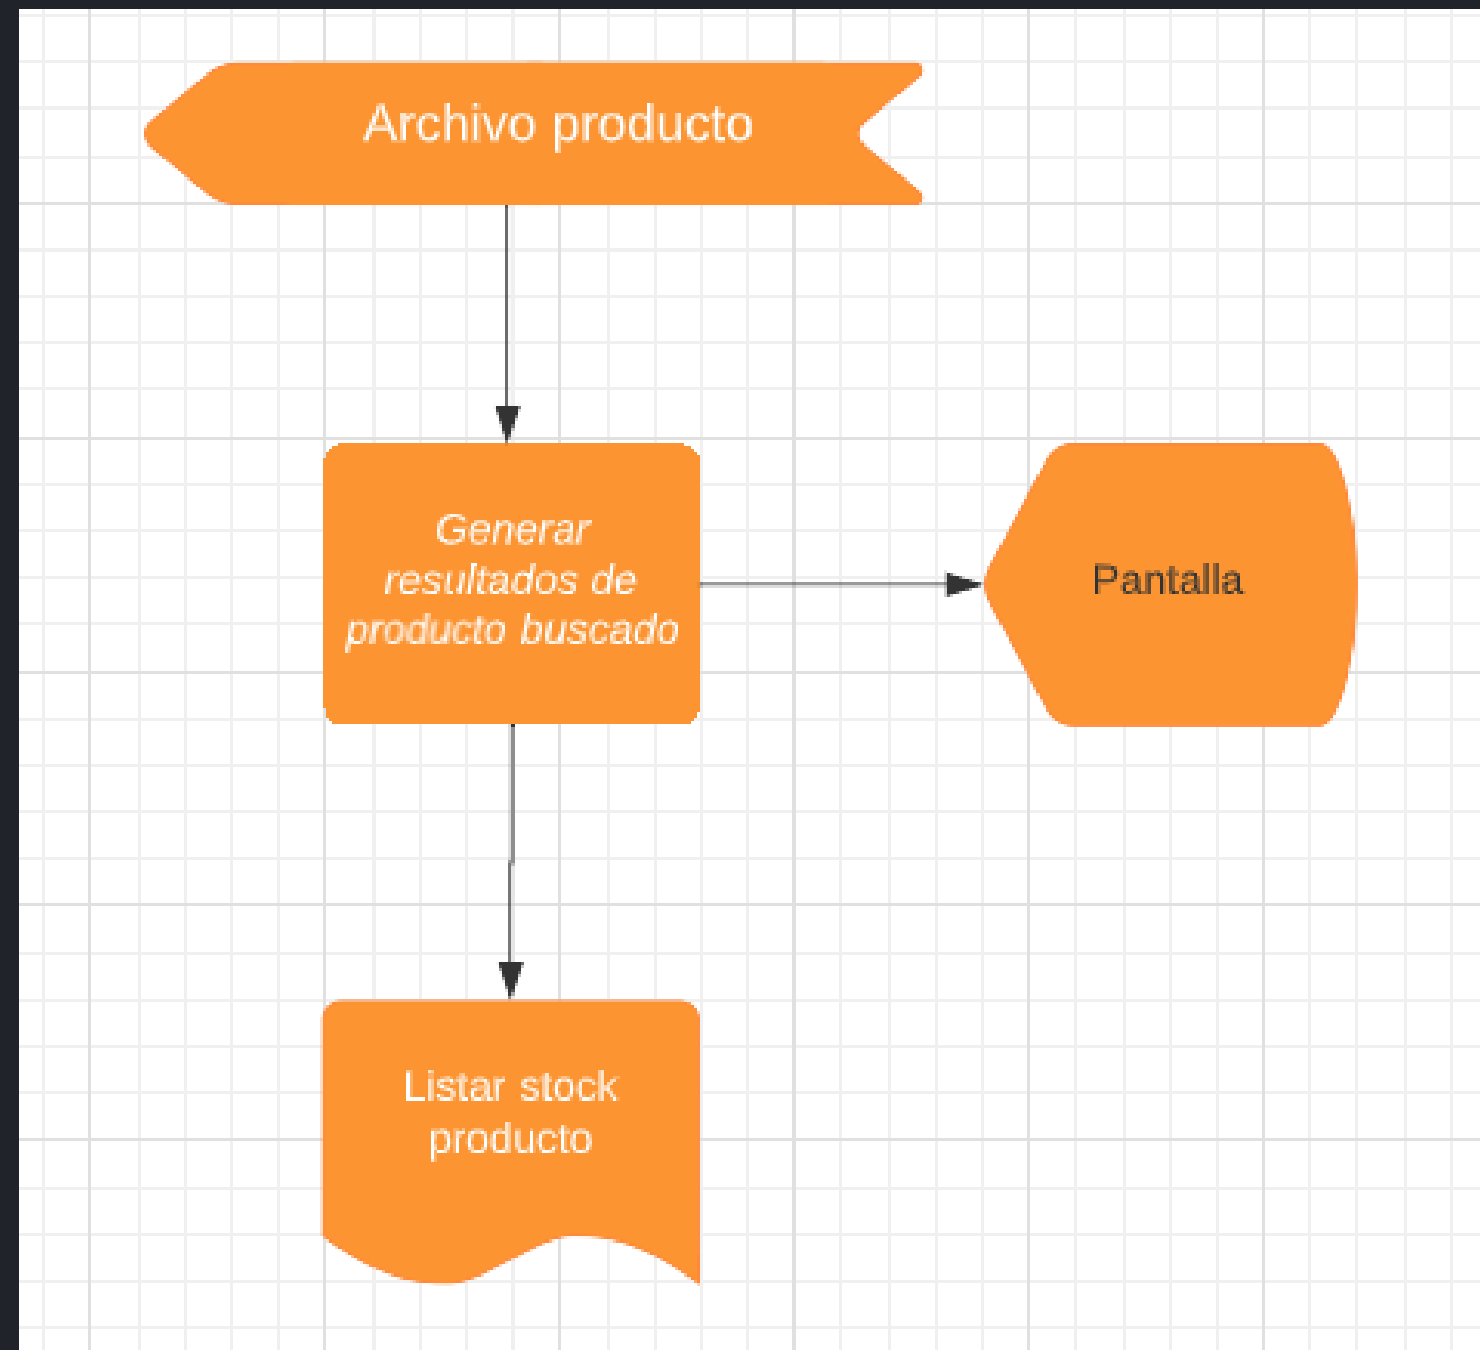 Archivo producto
Generar
resultados de
producto buscado
Pantalla
Listar stock
producto